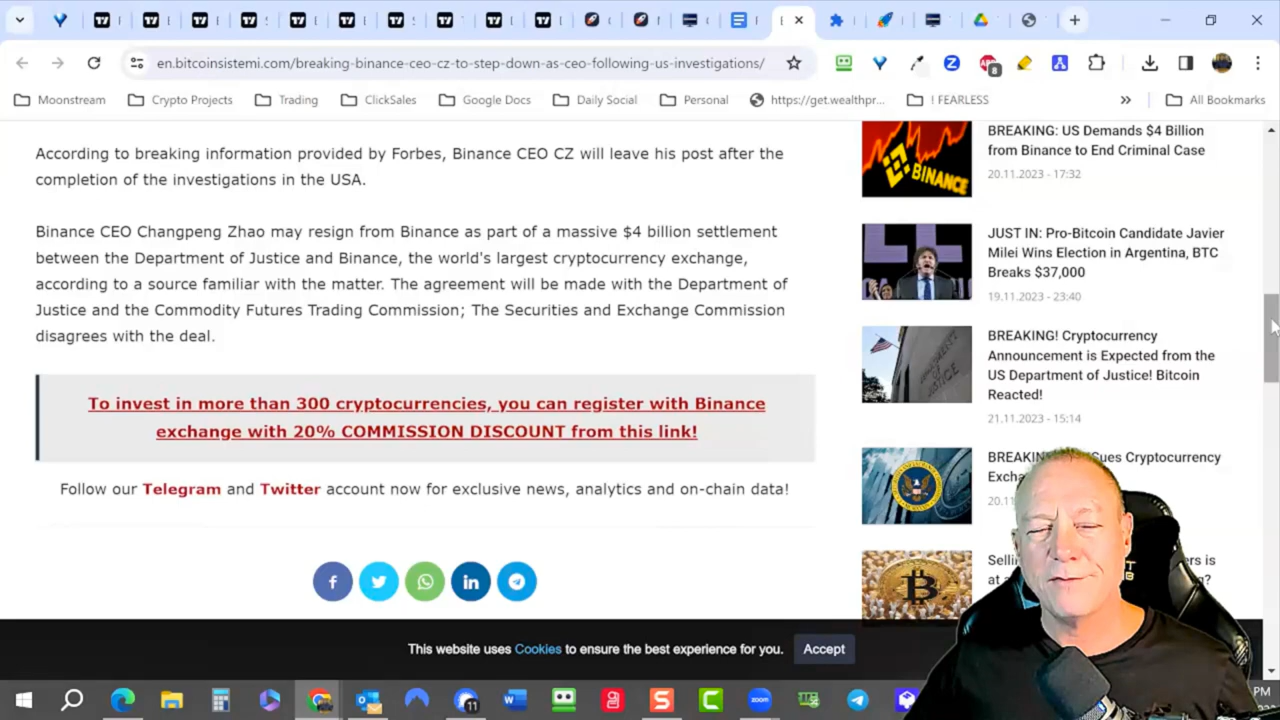 en.bitcoinsistemi.com/breaking-binance-ceo-cz-to-step-down-as-ceo-following-us-investigations/
8
Moonstream
Crypto Projects
Trading
ClickSales
Google Docs
Daily Social
Personal
https://get.wealthpr...
! FEARLESS
»
All Bookmarks
According to breaking information provided by Forbes, Binance CEO CZ will leave his post after the
completion of the investigations in the USA.
Binance CEO Changpeng Zhao may resign from Binance as part of a massive $4 billion settlement
between the Department of Justice and Binance, the world's largest cryptocurrency exchange,
according to a source familiar with the matter. The agreement will be made with the Department of
Justice and the Commodity Futures Trading Commission; The Securities and Exchange Commission
disagrees with the deal.
To invest in more than 300 cryptocurrencies, you can register with Binance
exchange with 20% COMMISSION DISCOUNT from this link!
Follow our Telegram and Twitter account now for exclusive news, analytics and on-chain data!
BINANCE
BREAKING: US Demands $4 Billion
from Binance to End Criminal Case
20.11.2023 - 17:32
JUST IN: Pro-Bitcoin Candidate Javier
Milei Wins Election in Argentina, BTC
Breaks $37,000
19.11.2023 - 23:40
BREAKING! Cryptocurrency
Announcement is Expected from the
US Department of Justice! Bitcoin
Reacted!
21.11.2023 - 15:14
Cryptocurrency
20.11
This website uses Cookies to ensure the best experience for you.
Accept
11
PM